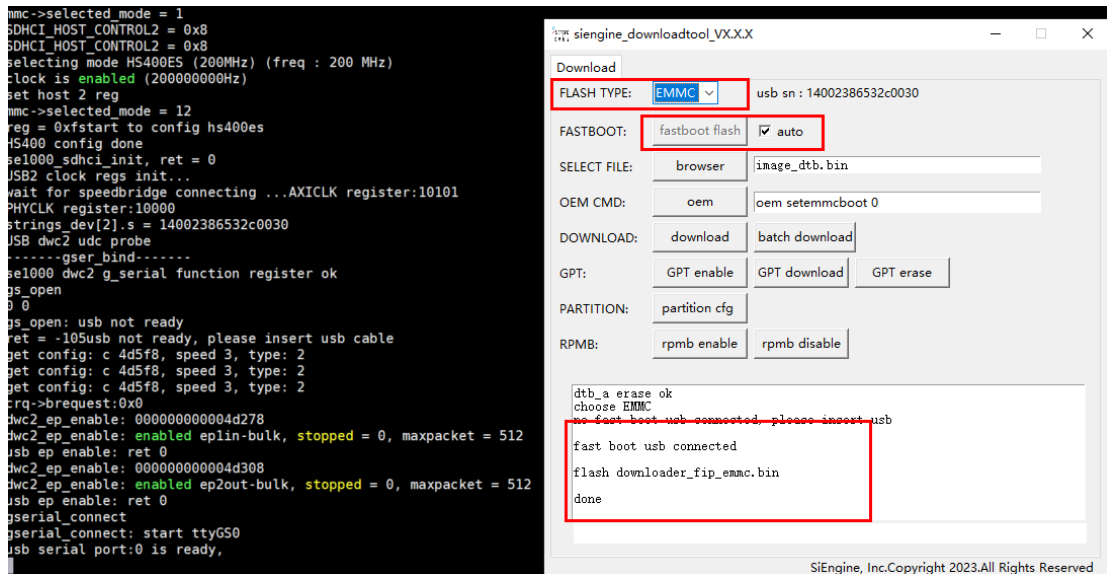 mmc->selected_mode = 1
SDHCI_HOST_CONTROL2 = 0x8
SDHCI_HOST_CONTROL2 = 0x8
selecting mode HS400ES (200MHz) (freq : 200 MHz)
clock is enabled (200000000Hz)
set host 2 reg
mmc->selected_mode = 12
reg = 0xfstart to config hs400es
HS400 config done
se1000_sdhci_init, ret = 0
USB2 clock regs init...
wait for speedbridge connecting ...AXICLK register:10101
PHYCLK register:10000
strings_dev[2].s = 14002386532c0030
USB dwc2 udc probe
-------gser_bind-------
se1000 dwc2 g_serial function register ok
gs_open
0 0
gs_open: usb not ready
ret = -105usb not ready, please insert usb cable
get config: c 4d5f8, speed 3, type: 2
get config: c 4d5f8, speed 3, type: 2
get config: c 4d5f8, speed 3, type: 2
crq->brequest:0x0
dwc2_ep_enable: 000000000004d278
dwc2_ep_enable: enabled ep1in-bulk, stopped = 0, maxpacket = 512
usb ep enable: ret 0
dwc2_ep_enable: 000000000004d308
dwc2_ep_enable: enabled ep2out-bulk, stopped = 0, maxpacket = 512
usb ep enable: ret 0
gserial_connect
gserial_connect: start ttyGS0
usb serial port:0 is ready,
siengine_downloadtool_VX.X.X
Download
FLASH TYPE: EMMC usb sn : 14002386532c0030
FASTBOOT: fastboot flash auto
SELECT FILE: browser image_dtb.bin
OEM CMD: oem oem setemmcboot 0
DOWNLOAD: download batch download
GPT: GPT enable GPT download GPT erase
PARTITION: partition cfg
RPMB: rpmb enable rpmb disable
dtb_a erase ok
choose EMMC
no fast boot usb connected, please insert usb
fast boot usb connected
flash downloader_fip_emmc.bin
done
SiEngine, Inc.Copyright 2023.All Rights Reserved